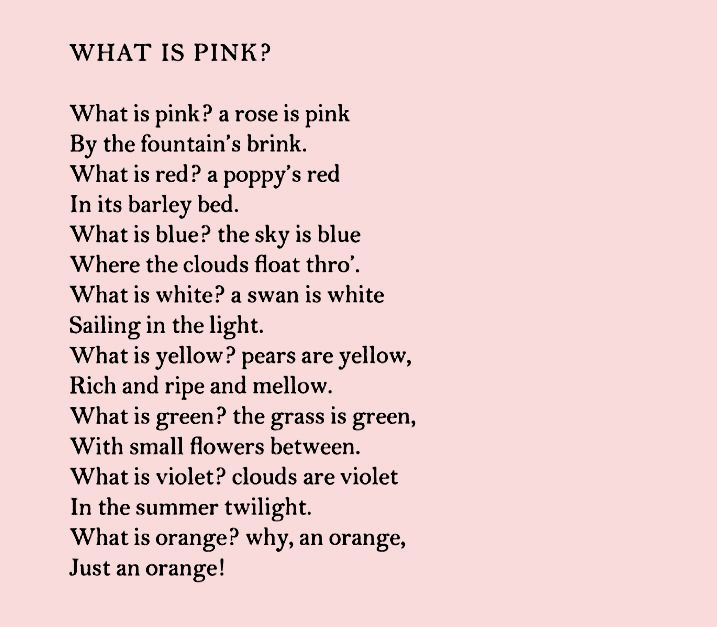 WHAT IS PINK?
What is pink? a rose is pink
By the fountain's brink.
What is red? a poppy's red
In its barley bed.
What is blue? the sky is blue
Where the clouds float thro'.
What is white? a swan is white
Sailing in the light.
What is yellow? pears are yellow,
Rich and ripe and mellow.
What is green? the grass is green,
With small flowers between.
What is violet? clouds are violet
In the summer twilight.
What is orange? why, an orange,
Just an orange!